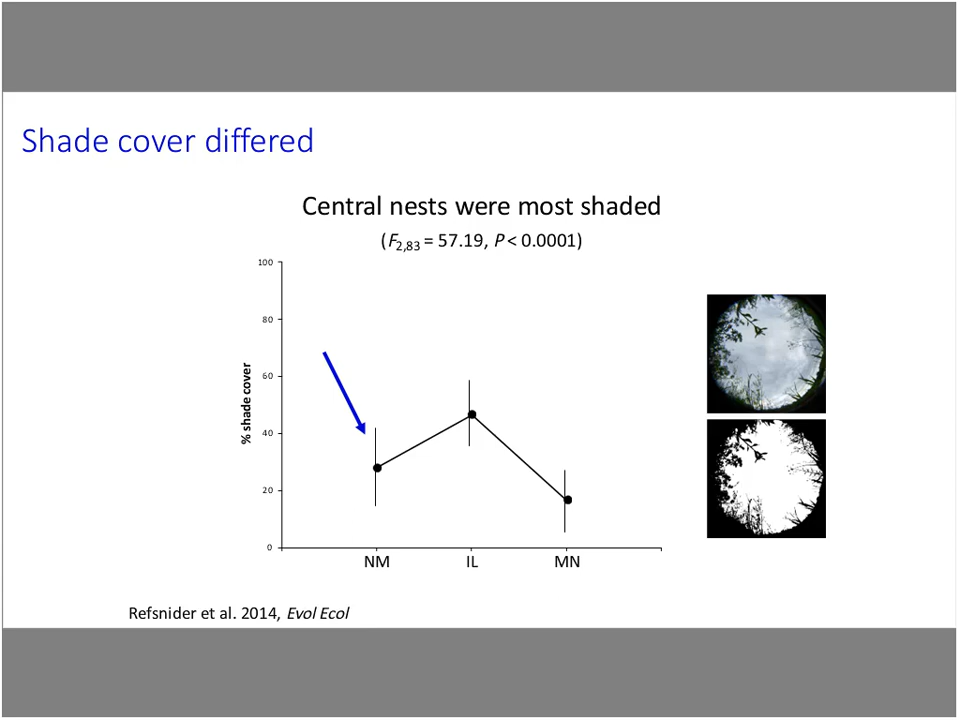 Shade cover differed
Central nests were most shaded
(F2,83 = 57.19, P < 0.0001)
100
80
60
40
20
0
% shade cover
NM IL MN
Refsnider et al. 2014, Evol Ecol